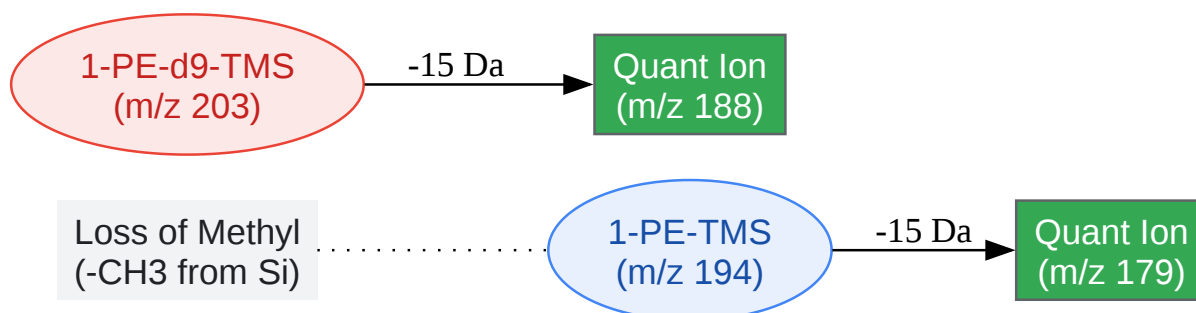 1-PE-d9-TMS
(m/z 203)
-15 Da
Quant Ion
(m/z 188)
Loss of Methyl
(-CH3 from Si)
1-PE-TMS
(m/z 194)
-15 Da
Quant Ion
(m/z 179)